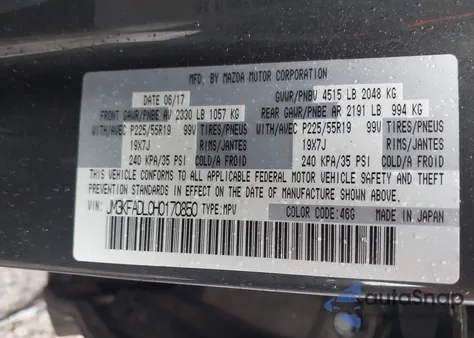 MFD. BY MAZDA MOTOR CORPORATION
DATE 06/17 GVWR/PNBV 4515 LB 2048 KG
FRONT GAWR/PNBE AV 2330 LB 1057 KG REAR GAWR/PNBE AR 2191 LB 994 KG
WITH/AVEC P225/55R19 99V TIRES/PNEUS WITH/AVEC P225/55R19 99V TIRES/PNEUS
19X7J RIMS/JANTES 19X7J RIMS/JANTES
240 KPA/35 PSI COLD/A FROID 240 KPA/35 PSI COLD/A FROID
THIS VEHICLE CONFORMS TO ALL APPLICABLE FEDERAL MOTOR VEHICLE SAFETY, BUMPER, AND THEFT
PREVENTION STANDARDS IN EFFECT ON THE DATE OF MANUFACTURE SHOWN ABOVE.
VIN: JM3KFADL0H0170850 TYPE:MPV COLOR CODE:46G MADE IN JAPAN
autoSnap